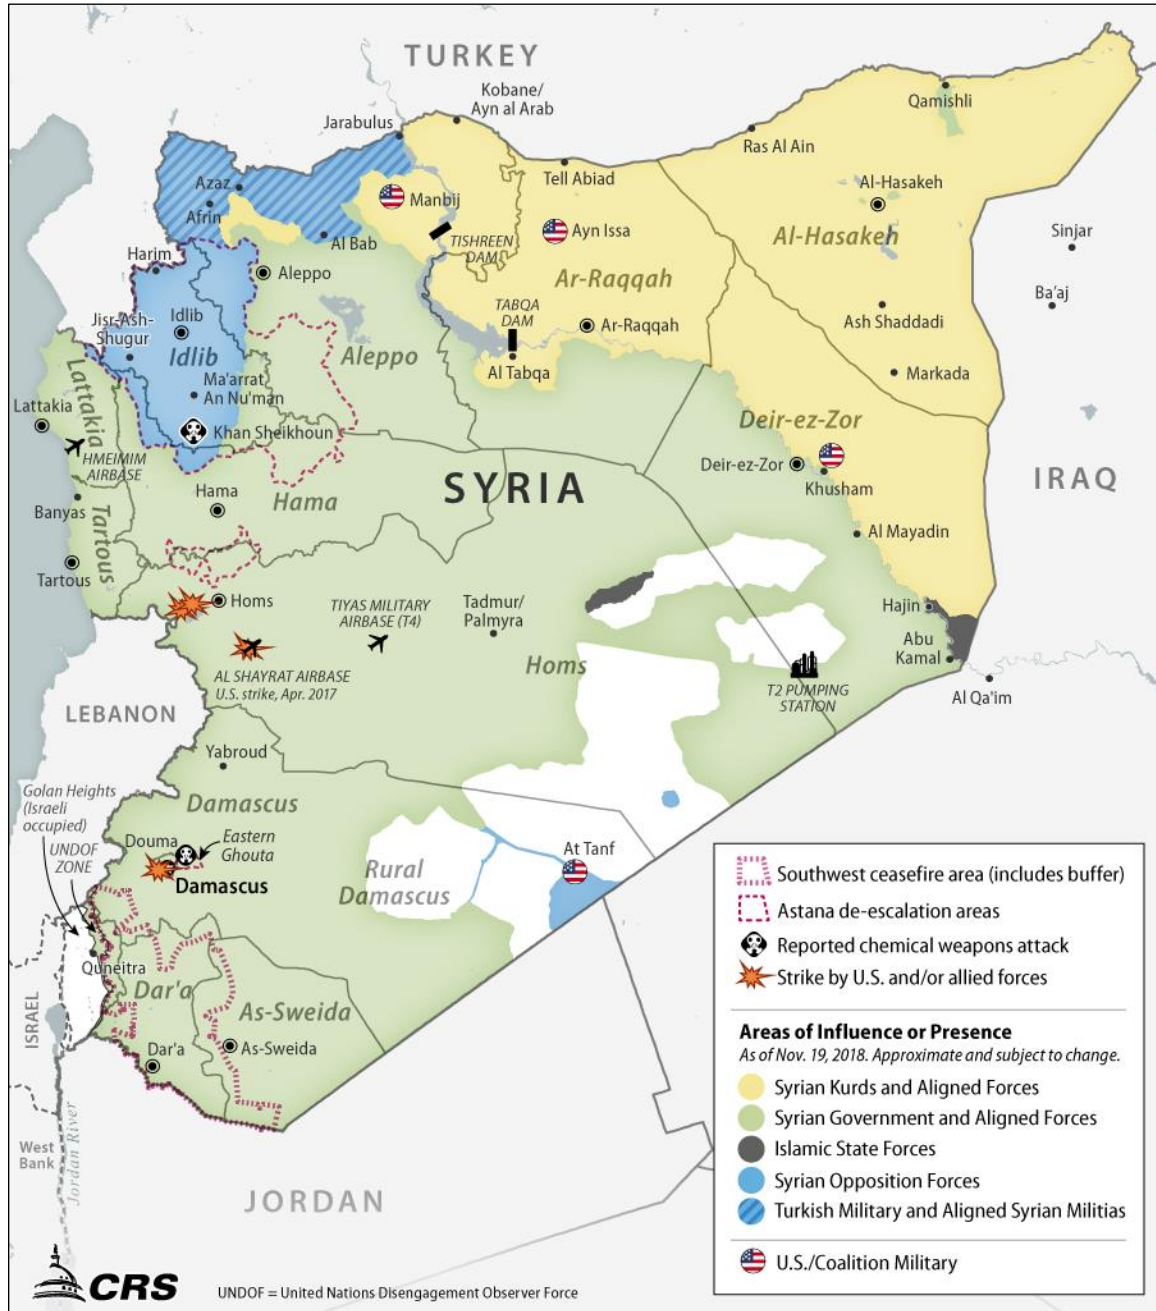 TURKEY
Kobane/
Ayn al Arab
Qamishli
Jarabulus
Ras Al Ain
Tell Abiad
Al-Hasakeh
Azaz
Manbij
Afrin
Ayn Issa
Al-Hasakeh
Sinjar
Al Bab
TISHREEN
DAM
Harim
Aleppo
Ar-Raqqah
Ba'aj
TABQA
DAM
Idlib
Ar-Raqqah
Ash Shaddadi
Jisr-Ash-
Shugur
Idlib
Aleppo
Al Tabqa
Markada
Ma'arrat
An Nu'man
Lattakia
Lattakia
Deir-ez-Zor
Khan Sheikhoun
HMEIMIM
AIRBASE
Deir-ez-Zor
SYRIA
IRAQ
Khusham
Hama
Hama
Banyas
Tartous
Al Mayadin
Tartous
Homs
TIYAS MILITARY
AIRBASE (T4)
Tadmur/
Palmyra
Hajin
Abu
Kamal
Homs
AL SHAYRAT AIRBASE
U.S. strike, Apr. 2017
T2 PUMPING
STATION
Al Qa'im
LEBANON
Yabroud
Golan Heights
(Israeli
occupied)
Damascus
UNDOF
ZONE
Douma
Eastern
Ghouta
At Tanf
Damascus
Rural
Damascus
Quneitra
Dar'a
ISRAEL
As-Sweida
As-Sweida
Dar'a
West
Bank
Jordan River
JORDAN
Southwest ceasefire area (includes buffer)
Astana de-escalation areas
Reported chemical weapons attack
Strike by U.S. and/or allied forces
Areas of Influence or Presence
As of Nov. 19, 2018. Approximate and subject to change.
Syrian Kurds and Aligned Forces
Syrian Government and Aligned Forces
Islamic State Forces
Syrian Opposition Forces
Turkish Military and Aligned Syrian Militias
U.S./Coalition Military
CRS
UNDOF = United Nations Disengagement Observer Force